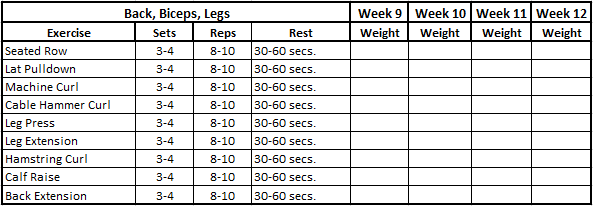 Back, Biceps, Legs Week 9 Week 10 Week 11 Week 12
Exercise Sets Reps Rest Weight Weight Weight Weight
Seated Row 3-4 8-10 30-60 secs.
Lat Pulldown 3-4 8-10 30-60 secs.
Machine Curl 3-4 8-10 30-60 secs.
Cable Hammer Curl 3-4 8-10 30-60 secs.
Leg Press 3-4 8-10 30-60 secs.
Leg Extension 3-4 8-10 30-60 secs.
Hamstring Curl 3-4 8-10 30-60 secs.
Calf Raise 3-4 8-10 30-60 secs.
Back Extension 3-4 8-10 30-60 secs.